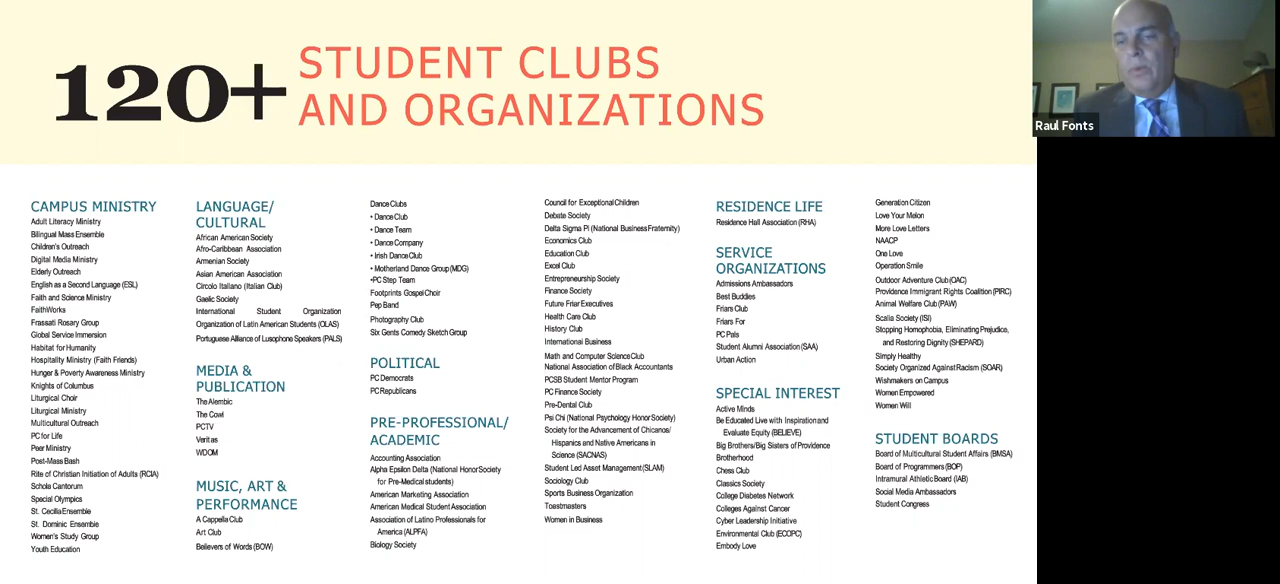 120+ STUDENT CLUBS
AND ORGANIZATIONS
Raul Fonts
CAMPUS MINISTRY
Adult Literacy Ministry
Bilingual Mass Ensemble
Children's Outreach
Digital Media Ministry
Elderly Outreach
English as a Second Language (ESL)
Faith and Science Ministry
FaithWorks
Frassati Rosary Group
Global Service Immersion
Habitat for Humanity
Hospitality Ministry (Faith Friends)
Hunger & Poverty Awareness Ministry
Knights of Columbus
Liturgical Choir
Liturgical Ministry
Multicultural Outreach
PC for Life
Peer Ministry
Post-Mass Bash
Rite of Christian Initiation of Adults (RCIA)
Schola Cantorum
Special Olympics
St. Cecilia Ensemble
St. Dominic Ensemble
Women's Study Group
Youth Education
LANGUAGE/
CULTURAL
African American Society
Afro-Caribbean Association
Armenian Society
Asian American Association
Circolo Italiano (Italian Club)
Gaelic Society
International Student Organization
Organization of Latin American Students (OLAS)
Portuguese Alliance of Lusophone Speakers (PALS)
MEDIA &
PUBLICATION
The Alembic
The Cowl
PCTV
Veritas
WDOM
MUSIC, ART &
PERFORMANCE
A Cappella Club
Art Club
Believers of Words (BOW)
Dance Clubs
• Dance Club
• Dance Team
• Dance Company
• Irish Dance Club
• Motherland Dance Group (MDG)
•PC Step Team
Footprints Gospel Choir
Pep Band
Photography Club
Six Gents Comedy Sketch Group
POLITICAL
PC Democrats
PC Republicans
PRE-PROFESSIONAL/
ACADEMIC
Accounting Association
Alpha Epsilon Delta (National Honor Society
for Pre-Medical students)
American Marketing Association
American Medical Student Association
Association of Latino Professionals for
America (ALPFA)
Biology Society
Council for Exceptional Children
Debate Society
Delta Sigma Pi (National Business Fraternity)
Economics Club
Education Club
Excel Club
Entrepreneurship Society
Finance Society
Future Friar Executives
Health Care Club
History Club
International Business
Math and Computer Science Club
National Association of Black Accountants
PCSB Student Mentor Program
PC Finance Society
Pre-Dental Club
Psi Chi (National Psychology Honor Society)
Society for the Advancement of Chicanos/
Hispanics and Native Americans in
Science (SACNAS)
Student Led Asset Management (SLAM)
Sociology Club
Sports Business Organization
Toastmasters
Women in Business
RESIDENCE LIFE
Residence Hall Association (RHA)
SERVICE
ORGANIZATIONS
Admissions Ambassadors
Best Buddies
Friars Club
Friars For
PC Pals
Student Alumni Association (SAA)
Urban Action
SPECIAL INTEREST
Active Minds
Be Educated Live with Inspiration and
Evaluate Equity (BELIEVE)
Big Brothers/Big Sisters of Providence
Brotherhood
Chess Club
Classics Society
College Diabetes Network
Colleges Against Cancer
Cyber Leadership Initiative
Environmental Club (ECOPC)
Embody Love
Generation Citizen
Love Your Melon
More Love Letters
NAACP
One Love
Operation Smile
Outdoor Adventure Club (OAC)
Providence Immigrant Rights Coalition (PIRC)
Animal Welfare Club (PAW)
Scalia Society (ISI)
Stopping Homophobia, Eliminating Prejudice,
and Restoring Dignity (SHEPARD)
Simply Healthy
Society Organized Against Racism (SOAR)
Wishmakers on Campus
Women Empowered
Women Will
STUDENT BOARDS
Board of Multicultural Student Affairs (BMSA)
Board of Programmers (BOP)
Intramural Athletic Board (IAB)
Social Media Ambassadors
Student Congress